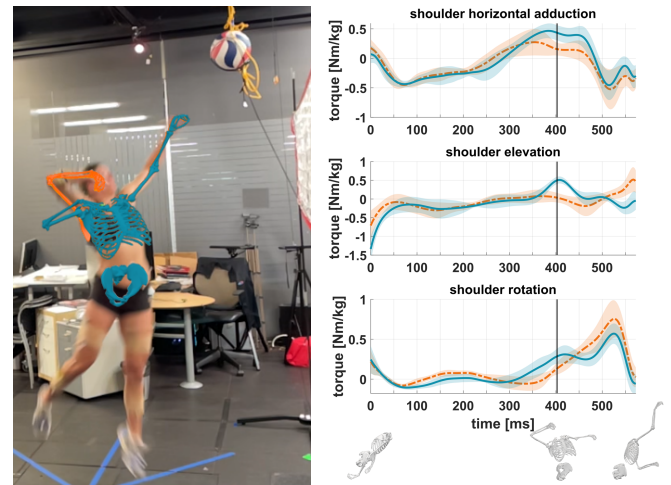 shoulder horizontal adduction
torque [Nm/kg]
0.5
0
-0.5
-1
0 100 200 300 400 500
shoulder elevation
torque [Nm/kg]
1
0.5
0
-0.5
-1
-1.5
0 100 200 300 400 500
shoulder rotation
torque [Nm/kg]
1
0.5
0
0 100 200 300 400 500
time [ms]